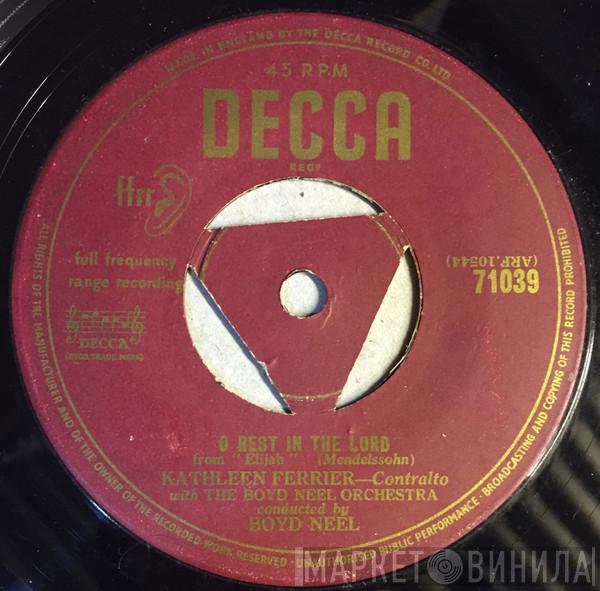 MADE IN ENGLAND BY THE DECCA RECORD CO. LTD.
45 RPM
DECCA
REGP
ffrr
full frequency
range recording
DECCA
(REGD. TRADE MARK)
(ARF.10544)
71039
O REST IN THE LORD
from "Elijah" (Mendelssohn)
KATHLEEN FERRIER—Contralto
with THE BOYD NEEL ORCHESTRA
conducted by
BOYD NEEL
ALL RIGHTS OF THE MANUFACTURER AND OF THE OWNER OF THE RECORDED WORK RESERVED · UNAUTHORISED PUBLIC PERFORMANCE · BROADCASTING AND COPYING OF THIS RECORD PROHIBITED
МАРКЕТ ВИНИЛА